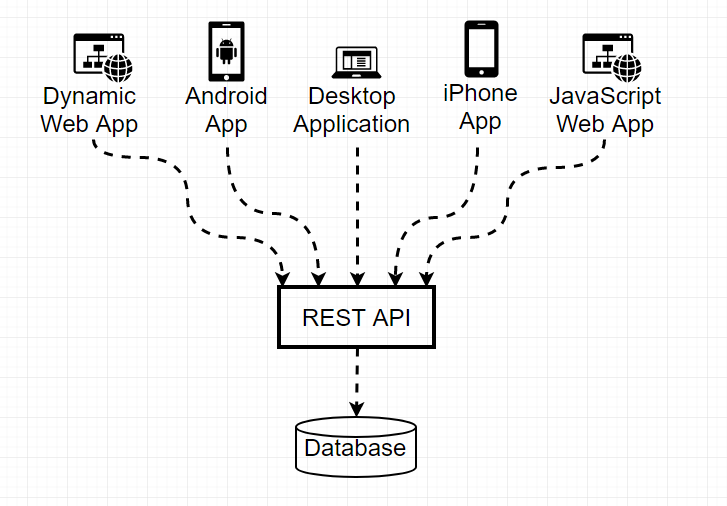 Dynamic
Web App
Android
App
Desktop
Application
iPhone
App
JavaScript
Web App
REST API
Database